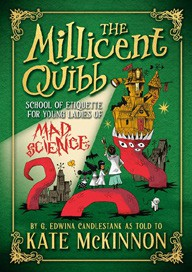 THE
Millicent
Quibb
SCHOOL OF ETIQUETTE
FOR YOUNG LADIES OF
MAD
SCIENCE
BY G. EDWINA CANDLESTANK AS TOLD TO
KATE McKINNON